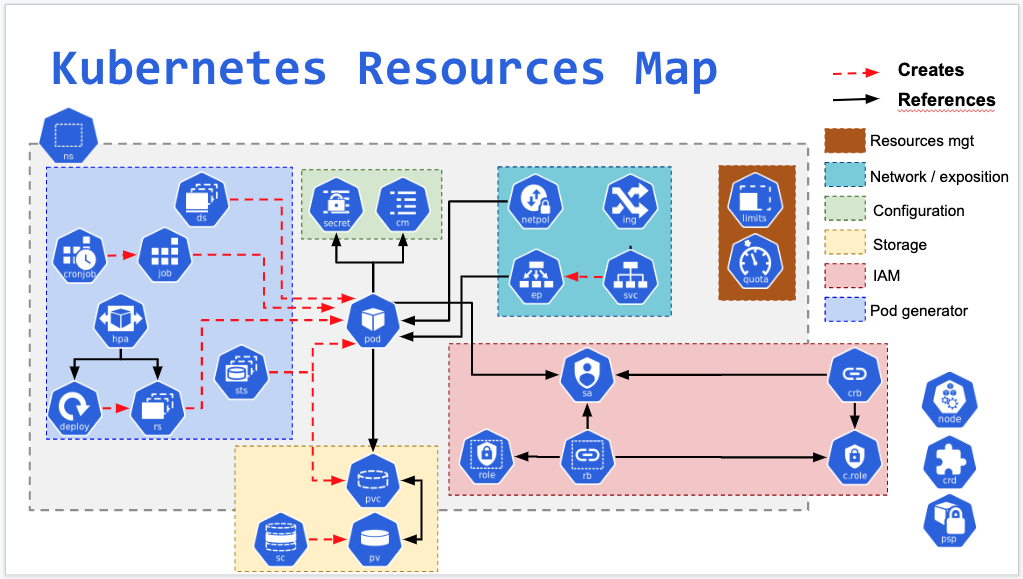 Kubernetes Resources Map
Creates
References
Resources mgt
Network / exposition
Configuration
Storage
IAM
Pod generator
ns
ds
secret
cm
netpol
ing
limits
cronjob
job
ep
svc
quota
hpa
pod
sts
sa
crb
deploy
rs
node
role
rb
c.role
crd
pvc
sc
pv
psp